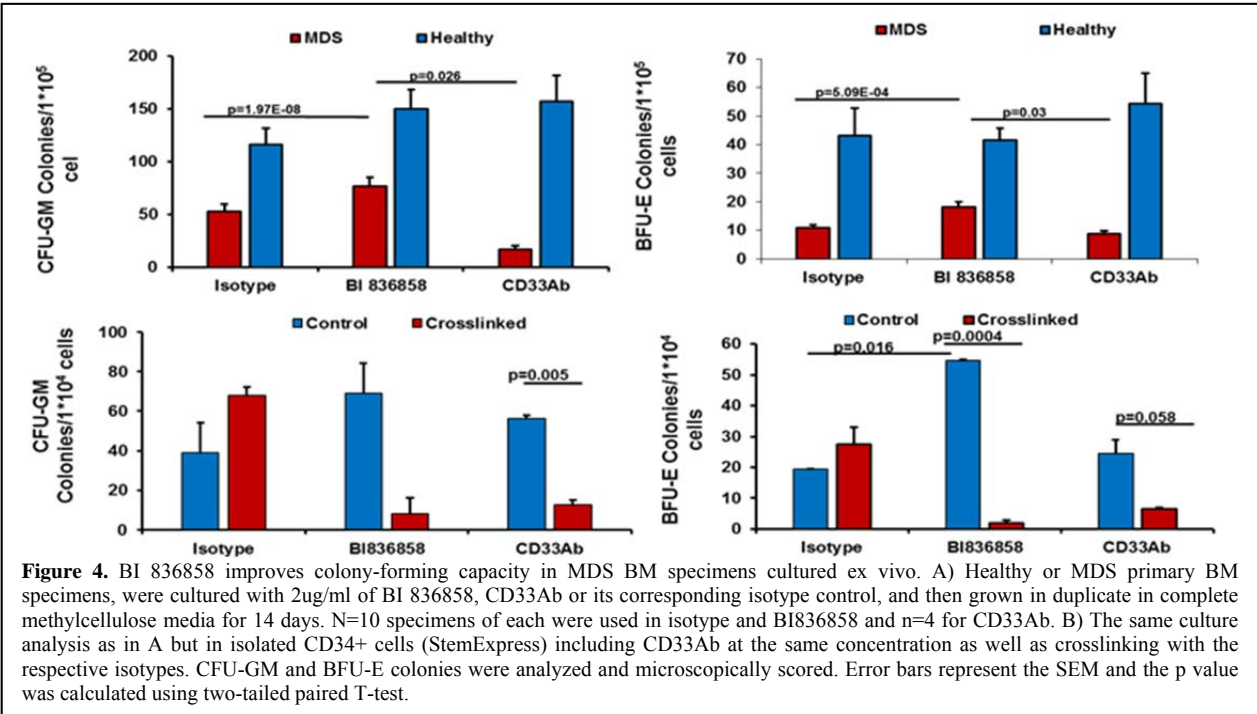 MDS Healthy
CFU-GM Colonies/1*10⁵
cel
200
150
100
50
0
p=1.97E-08
p=0.026
Isotype BI 836858 CD33Ab
MDS Healthy
BFU-E Colonies/1*10⁵
cells
70
60
50
40
30
20
10
0
p=5.09E-04
p=0.03
Isotype BI 836858 CD33Ab
Control Crosslinked
CFU-GM
Colonies/1*10⁴ cells
100
80
60
40
20
0
p=0.005
Isotype BI836858 CD33Ab
Control Crosslinked
BFU-E Colonies/1*10⁴
cells
60
50
40
30
20
10
0
p=0.016
p=0.0004
p=0.058
Isotype BI836858 CD33Ab
Figure 4. BI 836858 improves colony-forming capacity in MDS BM specimens cultured ex vivo. A) Healthy or MDS primary BM
specimens, were cultured with 2ug/ml of BI 836858, CD33Ab or its corresponding isotype control, and then grown in duplicate in complete
methylcellulose media for 14 days. N=10 specimens of each were used in isotype and BI836858 and n=4 for CD33Ab. B) The same culture
analysis as in A but in isolated CD34+ cells (StemExpress) including CD33Ab at the same concentration as well as crosslinking with the
respective isotypes. CFU-GM and BFU-E colonies were analyzed and microscopically scored. Error bars represent the SEM and the p value
was calculated using two-tailed paired T-test.